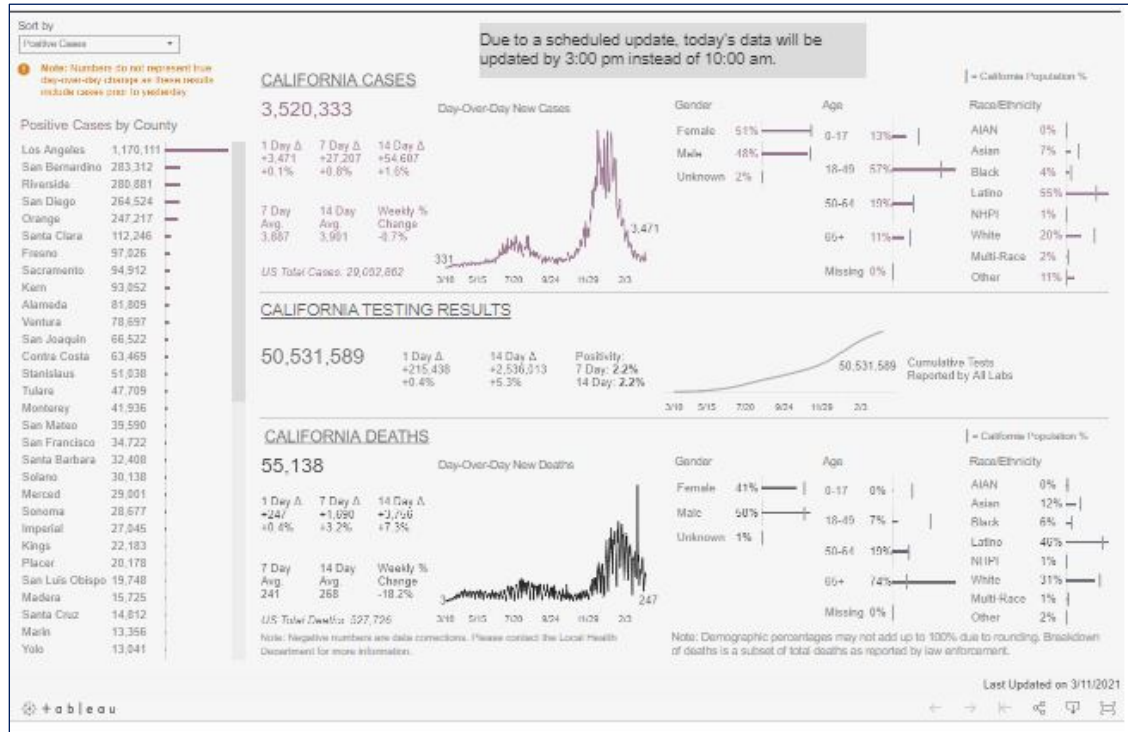 Sort by
Positive Cases
Note: Numbers do not represent true
day-over-day change as these results
include cases prior to yesterday
Positive Cases by County
Los Angeles 1,170,111
San Bernardino 283,312
Riverside 280,881
San Diego 264,524
Orange 247,217
Santa Clara 112,246
Fresno 97,026
Sacramento 94,912
Kern 93,052
Alameda 81,809
Ventura 78,697
San Joaquin 66,522
Contra Costa 63,469
Stanislaus 51,038
Tulare 47,709
Monterey 41,936
San Mateo 39,590
San Francisco 34,722
Santa Barbara 32,408
Solano 30,138
Merced 29,001
Sonoma 28,677
Imperial 27,045
Kings 22,183
Placer 20,178
San Luis Obispo 19,748
Madera 15,725
Santa Cruz 14,812
Marin 13,356
Yolo 13,041
Due to a scheduled update, today's data will be
updated by 3:00 pm instead of 10:00 am.
CALIFORNIA CASES
3,520,333
1 Day Δ 7 Day Δ 14 Day Δ
+3,471 +27,207 +54,607
+0.1% +0.8% +1.6%
7 Day 14 Day Weekly %
Avg. Avg. Change
3,887 3,901 -0.7%
US Total Cases: 29,052,862
Day-Over-Day New Cases
3,471
331
3/18 5/15 7/20 9/24 11/29 2/3
| = California Population %
Gender
Female 51%
Male 48%
Unknown 2%
Age
0-17 13%
18-49 57%
50-64 19%
65+ 11%
Missing 0%
Race/Ethnicity
AIAN 0%
Asian 7%
Black 4%
Latino 55%
NHPI 1%
White 20%
Multi-Race 2%
Other 11%
CALIFORNIA TESTING RESULTS
50,531,589
1 Day Δ 14 Day Δ Positivity:
+215,438 +2,536,013 7 Day: 2.2%
+0.4% +5.3% 14 Day: 2.2%
50,531,589
Cumulative Tests
Reported by All Labs
3/18 5/15 7/20 9/24 11/29 2/3
CALIFORNIA DEATHS
55,138
1 Day Δ 7 Day Δ 14 Day Δ
+247 +1,690 +3,756
+0.4% +3.2% +7.3%
7 Day 14 Day Weekly %
Avg. Avg. Change
241 268 -18.2%
US Total Deaths: 527,726
Day-Over-Day New Deaths
3
247
3/18 5/15 7/20 9/24 11/29 2/3
Note: Negative numbers are data corrections. Please contact the Local Health
Department for more information.
| = California Population %
Gender
Female 41%
Male 58%
Unknown 1%
Age
0-17 0%
18-49 7%
50-64 19%
65+ 74%
Missing 0%
Race/Ethnicity
AIAN 0%
Asian 12%
Black 6%
Latino 46%
NHPI 1%
White 31%
Multi-Race 1%
Other 2%
Note: Demographic percentages may not add up to 100% due to rounding. Breakdown
of deaths is a subset of total deaths as reported by law enforcement.
Last Updated on 3/11/2021
+ a b l e a u